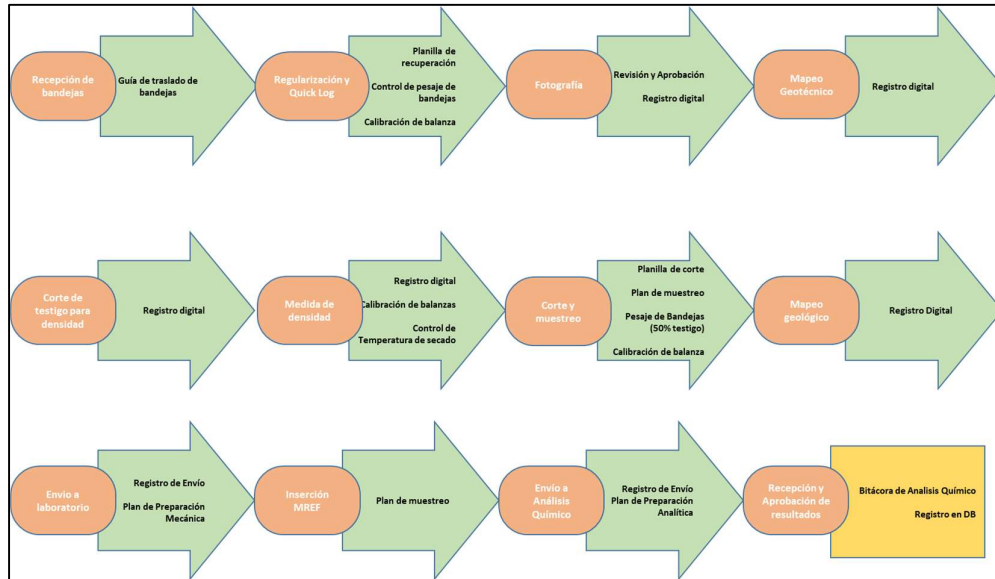 Recepción de
bandejas
Guía de traslado de
bandejas
Regularización y
Quick Log
Planilla de
recuperación
Control de pesaje de
bandejas
Calibración de balanza
Fotografía
Revisión y Aprobación
Registro digital
Mapeo
Geotécnico
Registro digital
Corte de
testigo para
densidad
Registro digital
Medida de
densidad
Registro digital
Calibración de balanzas
Control de
Temperatura de secado
Corte y
muestreo
Planilla de corte
Plan de muestreo
Pesaje de Bandejas
(50% testigo)
Calibración de balanza
Mapeo
geológico
Registro Digital
Envio a
laboratorio
Registro de Envío
Plan de Preparación
Mecánica
Inserción
MREF
Plan de muestreo
Envío a
Análisis
Químico
Registro de Envío
Plan de Preparación
Analítica
Recepción y
Aprobación de
resultados
Bitácora de Analisis Químico
Registro en DB